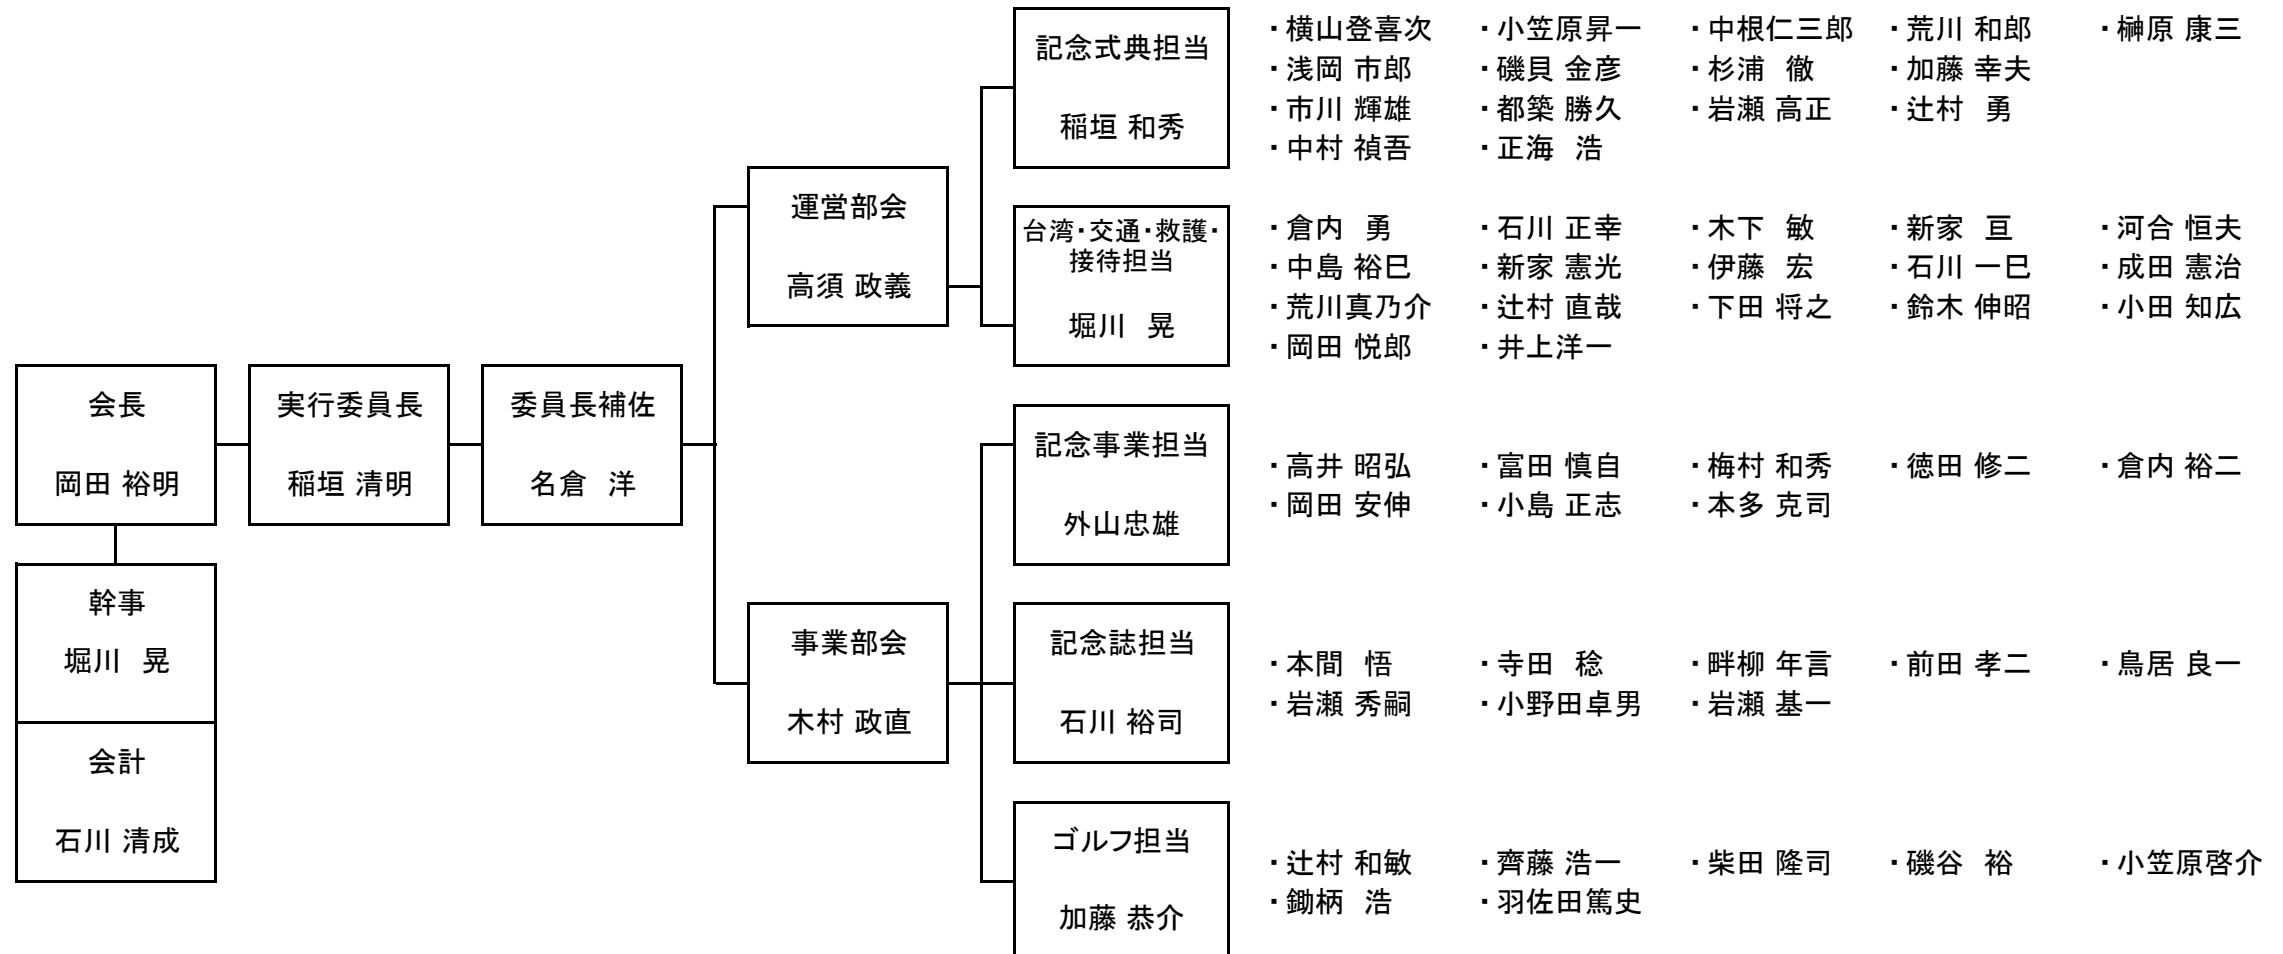 記念式典担当
稲垣 和秀
・横山登喜次 ・小笠原昇一 ・中根仁三郎 ・荒川 和郎 ・榊原 康三
・浅岡 市郎 ・磯貝 金彦 ・杉浦 徹 ・加藤 幸夫
・市川 輝雄 ・都築 勝久 ・岩瀬 高正 ・辻村 勇
・中村 禎吾 ・正海 浩
運営部会
高須 政義
台湾・交通・救護・
接待担当
堀川 晃
・倉内 勇 ・石川 正幸 ・木下 敏 ・新家 亘 ・河合 恒夫
・中島 裕巳 ・新家 憲光 ・伊藤 宏 ・石川 一巳 ・成田 憲治
・荒川真乃介 ・辻村 直哉 ・下田 将之 ・鈴木 伸昭 ・小田 知広
・岡田 悦郎 ・井上洋一
会長
岡田 裕明
実行委員長
稲垣 清明
委員長補佐
名倉 洋
記念事業担当
外山忠雄
・高井 昭弘 ・富田 慎自 ・梅村 和秀 ・徳田 修二 ・倉内 裕二
・岡田 安伸 ・小島 正志 ・本多 克司
幹事
堀川 晃
会計
石川 清成
事業部会
木村 政直
記念誌担当
石川 裕司
・本間 悟 ・寺田 稔 ・畔柳 年言 ・前田 孝二 ・鳥居 良一
・岩瀬 秀嗣 ・小野田卓男 ・岩瀬 基一
ゴルフ担当
加藤 恭介
・辻村 和敏 ・齊藤 浩一 ・柴田 隆司 ・磯谷 裕 ・小笠原啓介
・鋤柄 浩 ・羽佐田篤史